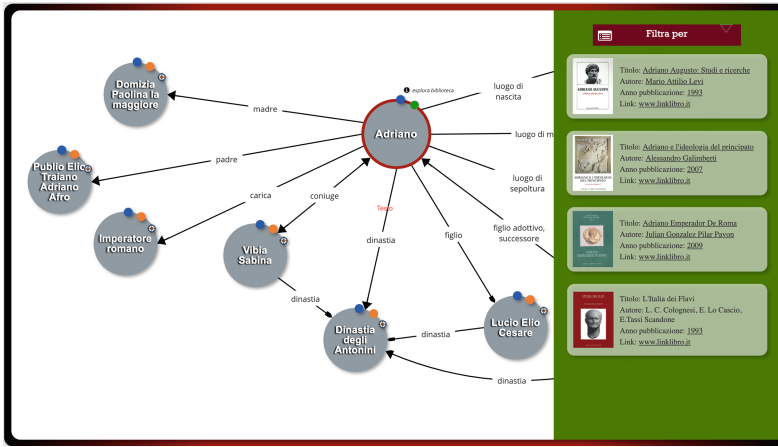 Domizia
Paolina la
maggiore
madre
Publio Elio
Traiano
Adriano
Afro
padre
Imperatore
romano
carica
Vibia
Sabina
coniuge
explora biblioteca
Adriano
luogo di
nascita
luogo di m
luogo di
sepoltura
Testo
dinastia
figlio
figlio adottivo,
successore
dinastia
Dinastia
degli
Antonini
dinastia
Lucio Elio
Cesare
dinastia
Filtra per
ADRIANO AUGUSTO
Titolo: Adriano Augusto: Studi e ricerche
Autore: Mario Attilio Levi
Anno pubblicazione: 1993
Link: www.linklibro.it
Titolo: Adriano e l'ideologia del principato
Autore: Alessandro Galimberti
Anno pubblicazione: 2007
Link: www.linklibro.it
Titolo: Adriano Emperador De Roma
Autore: Julian Gonzalez Pilar Pavon
Anno pubblicazione: 2009
Link: www.linklibro.it
Titolo: L'Italia dei Flavi
Autore: L. C. Colognesi, E. Lo Cascio,
E.Tassi Scandone
Anno pubblicazione: 1993
Link: www.linklibro.it